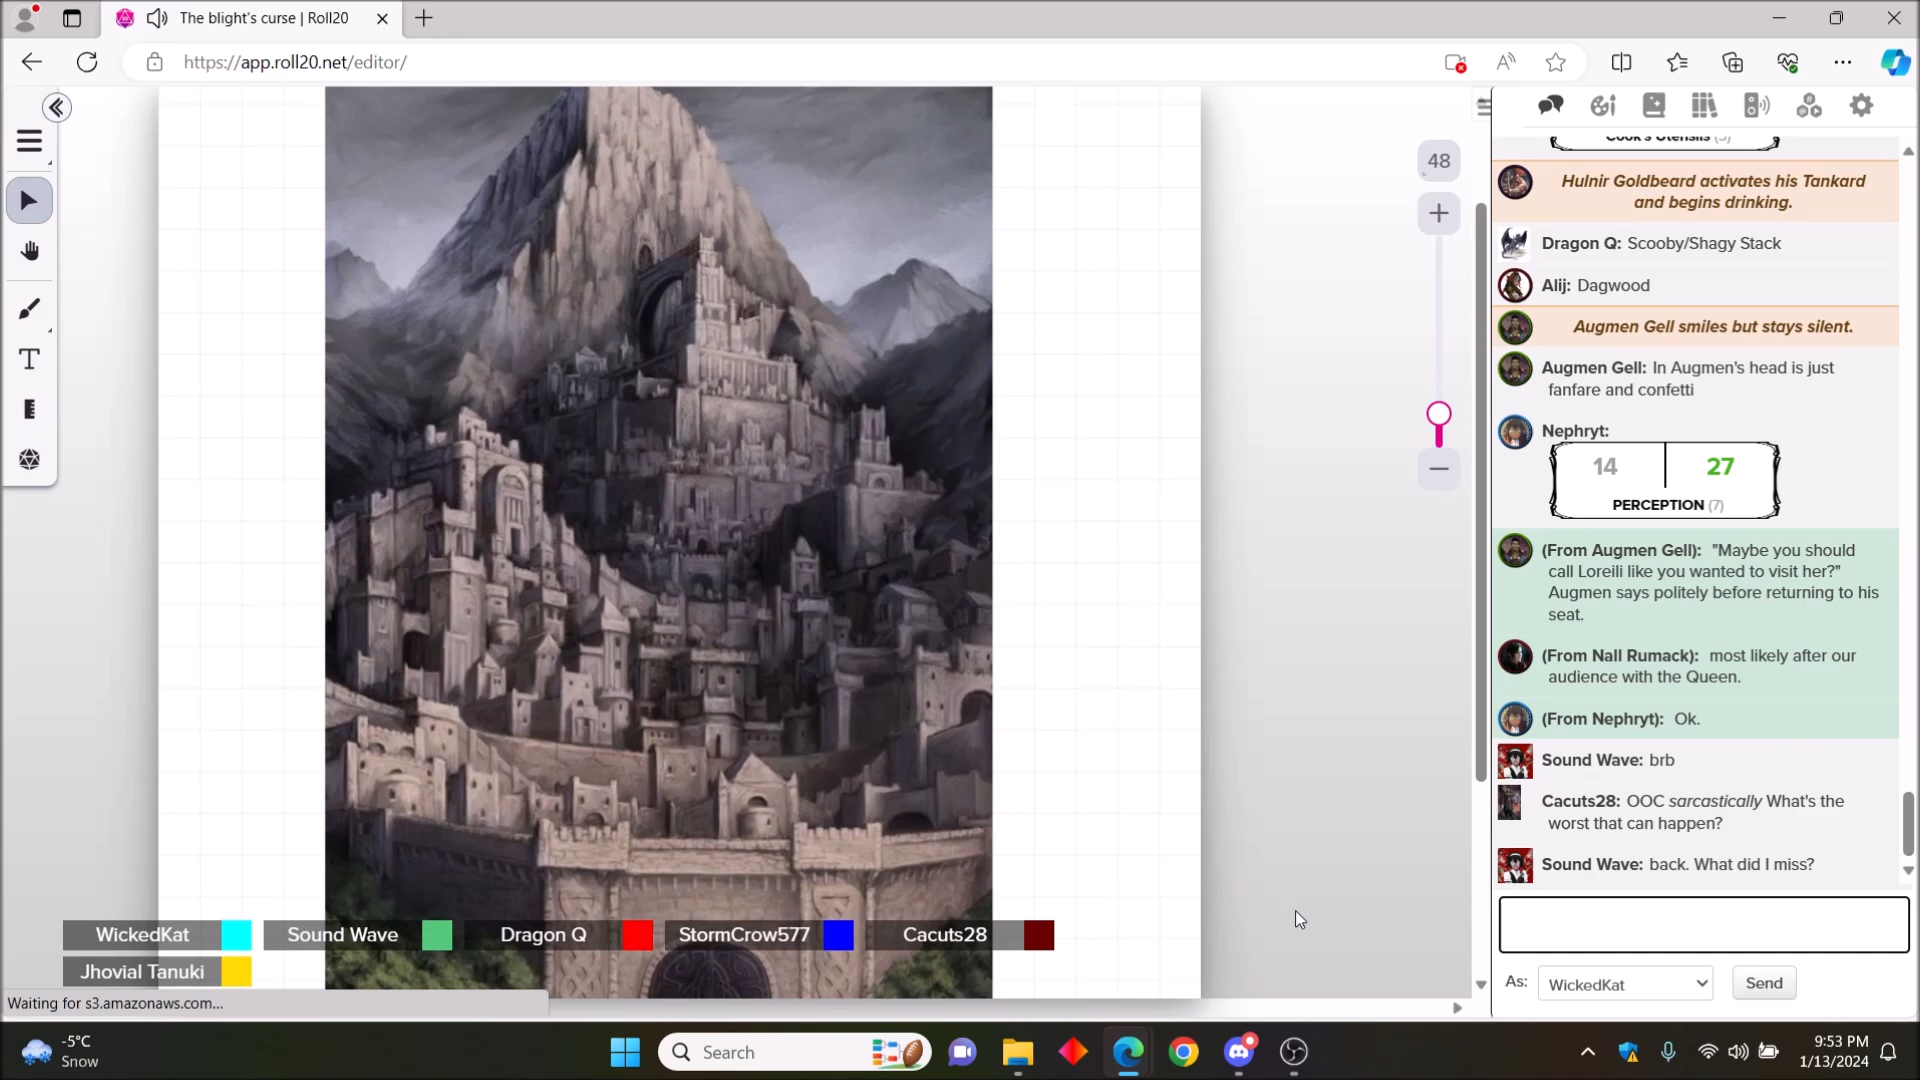 The blight's curse | Roll20
https://app.roll20.net/editor/
48
Cook's Utensils (5)
Hulnir Goldbeard activates his Tankard
and begins drinking.
Dragon Q: Scooby/Shagy Stack
Alij: Dagwood
Augmen Gell smiles but stays silent.
Augmen Gell: In Augmen's head is just
fanfare and confetti
Nephryt:
14 27
PERCEPTION (7)
(From Augmen Gell): "Maybe you should
call Loreili like you wanted to visit her?"
Augmen says politely before returning to his
seat.
(From Nall Rumack): most likely after our
audience with the Queen.
(From Nephryt): Ok.
Sound Wave: brb
Cacuts28: OOC sarcastically What's the
worst that can happen?
Sound Wave: back. What did I miss?
As: WickedKat Send
WickedKat Sound Wave Dragon Q StormCrow577 Cacuts28
Jhovial Tanuki
Waiting for s3.amazonaws.com...
-5°C
Snow
Search
9:53 PM
1/13/2024